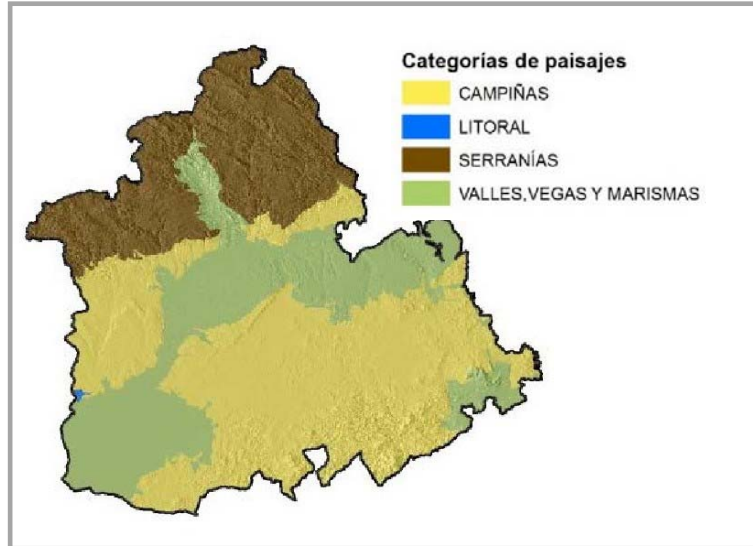 Categorías de paisajes
CAMPIÑAS
LITORAL
SERRANÍAS
VALLES,VEGAS Y MARISMAS